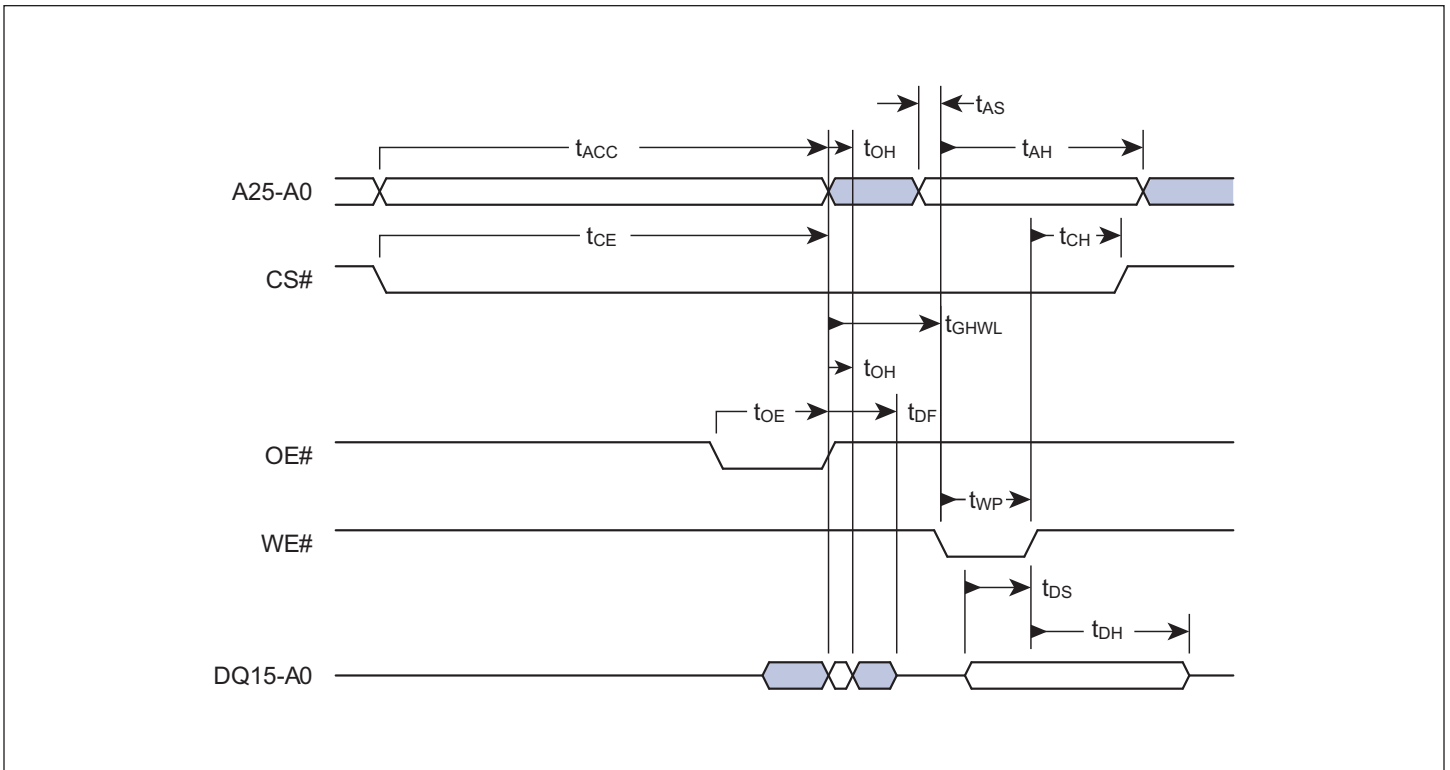 tAS
tACC
tOH
tAH
A25-A0
tCE
tCH
CS#
tGHWL
tOH
tOE
tDF
OE#
tWP
WE#
tDS
tDH
DQ15-A0